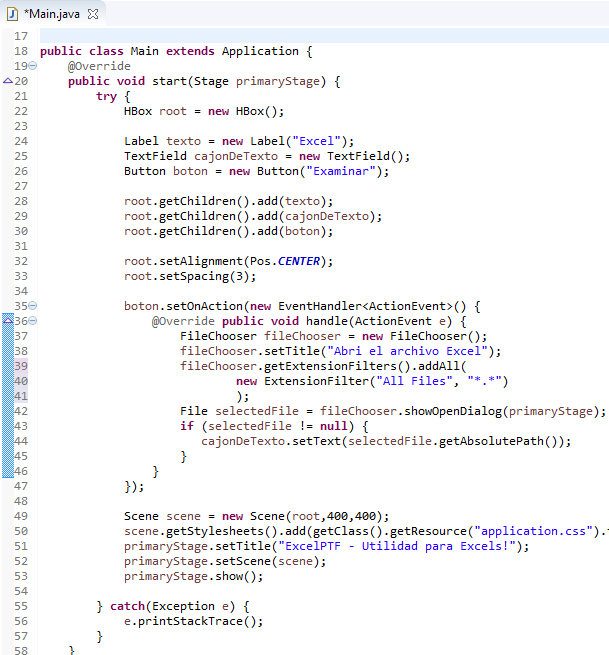 *Main.java
17
18 public class Main extends Application {
19 @Override
20 public void start(Stage primaryStage) {
21 try {
22 HBox root = new HBox();
23
24 Label texto = new Label("Excel");
25 TextField cajonDeTexto = new TextField();
26 Button boton = new Button("Examinar");
27
28 root.getChildren().add(texto);
29 root.getChildren().add(cajonDeTexto);
30 root.getChildren().add(boton);
31
32 root.setAlignment(Pos.CENTER);
33 root.setSpacing(3);
34
35 boton.setOnAction(new EventHandler<ActionEvent>() {
36 @Override public void handle(ActionEvent e) {
37 FileChooser fileChooser = new FileChooser();
38 fileChooser.setTitle("Abri el archivo Excel");
39 fileChooser.getExtensionFilters().addAll(
40 new ExtensionFilter("All Files", "*.*")
41 );
42 File selectedFile = fileChooser.showOpenDialog(primaryStage);
43 if (selectedFile != null) {
44 cajonDeTexto.setText(selectedFile.getAbsolutePath());
45 }
46 }
47 });
48
49 Scene scene = new Scene(root,400,400);
50 scene.getStylesheets().add(getClass().getResource("application.css").
51 primaryStage.setTitle("ExcelPTF - Utilidad para Excels!");
52 primaryStage.setScene(scene);
53 primaryStage.show();
54
55 } catch(Exception e) {
56 e.printStackTrace();
57 }
58 }